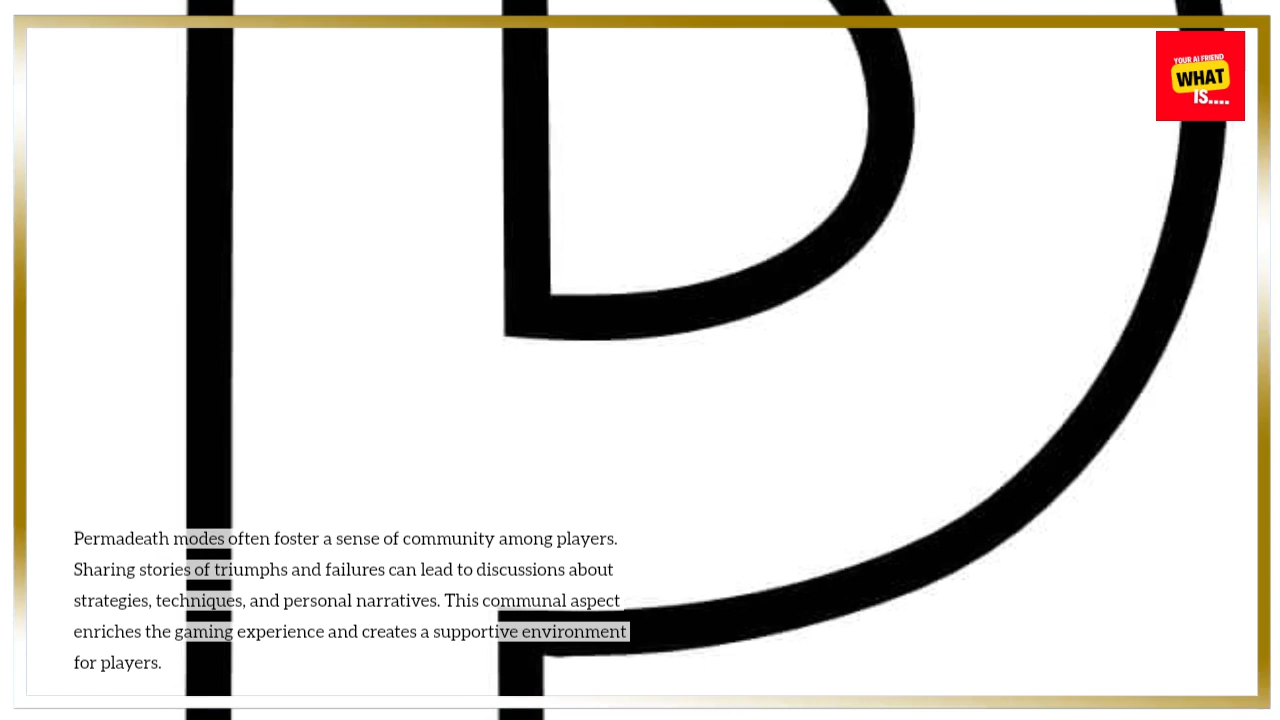 YOUR AI FRIEND
WHAT
IS....
Permadeath modes often foster a sense of community among players.
Sharing stories of triumphs and failures can lead to discussions about
strategies, techniques, and personal narratives. This communal aspect
enriches the gaming experience and creates a supportive environment
for players.